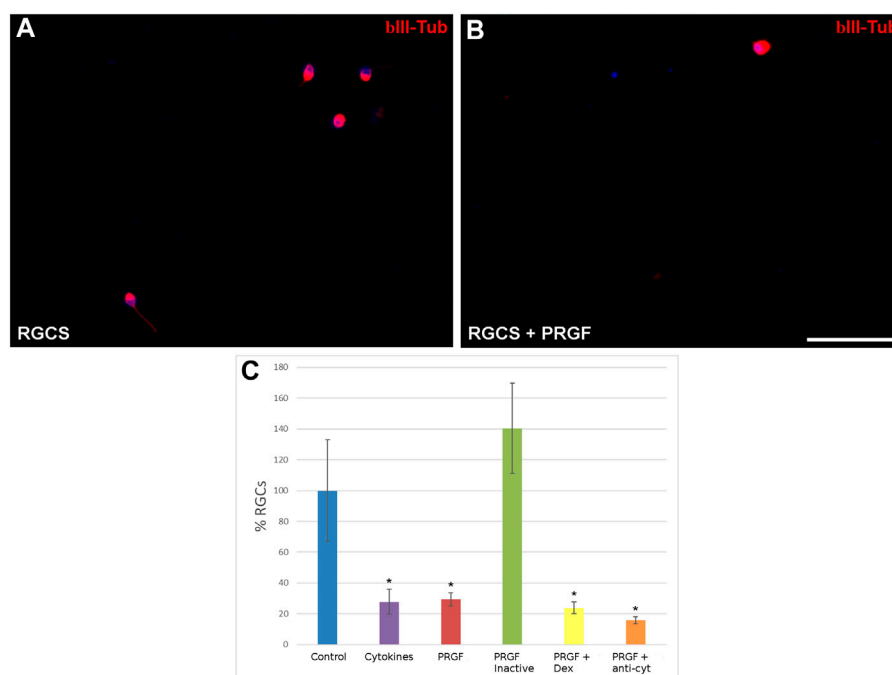 A
bIII-Tub
RGCS
B
bIII-Tub
RGCS + PRGF
C
% RGCs
180
160
140
120
100
80
60
40
20
0
*
*
*
*
Control
Cytokines
PRGF
PRGF
Inactive
PRGF +
Dex
PRGF +
anti-cyt